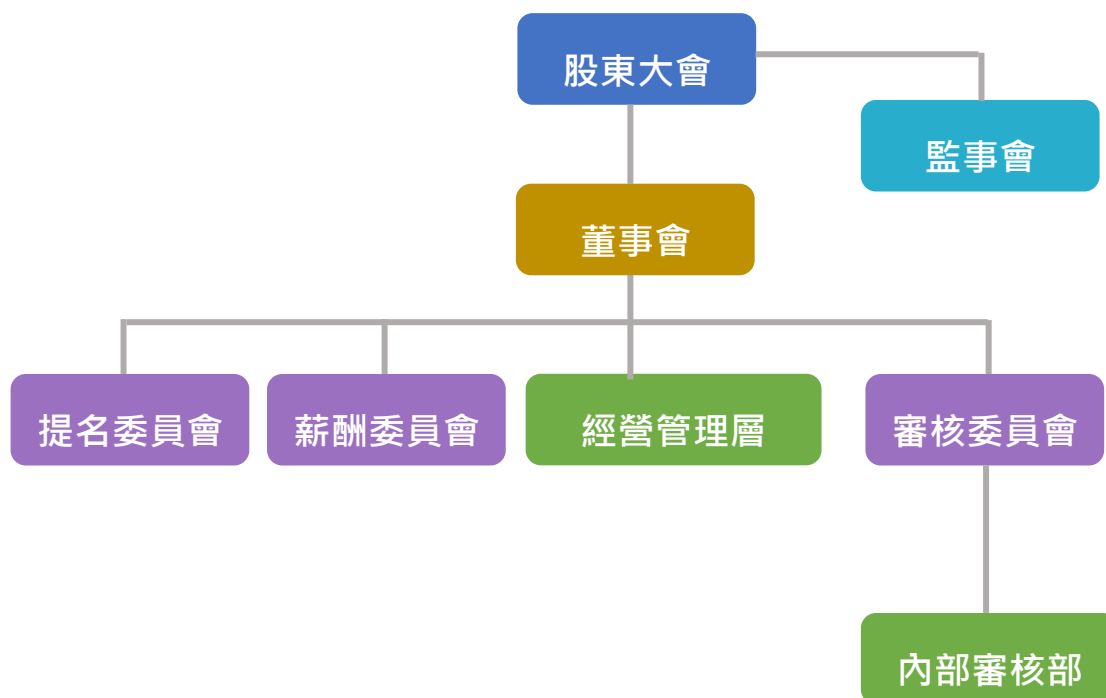 股東大會
監事會
董事會
提名委員會
薪酬委員會
經營管理層
審核委員會
內部審核部